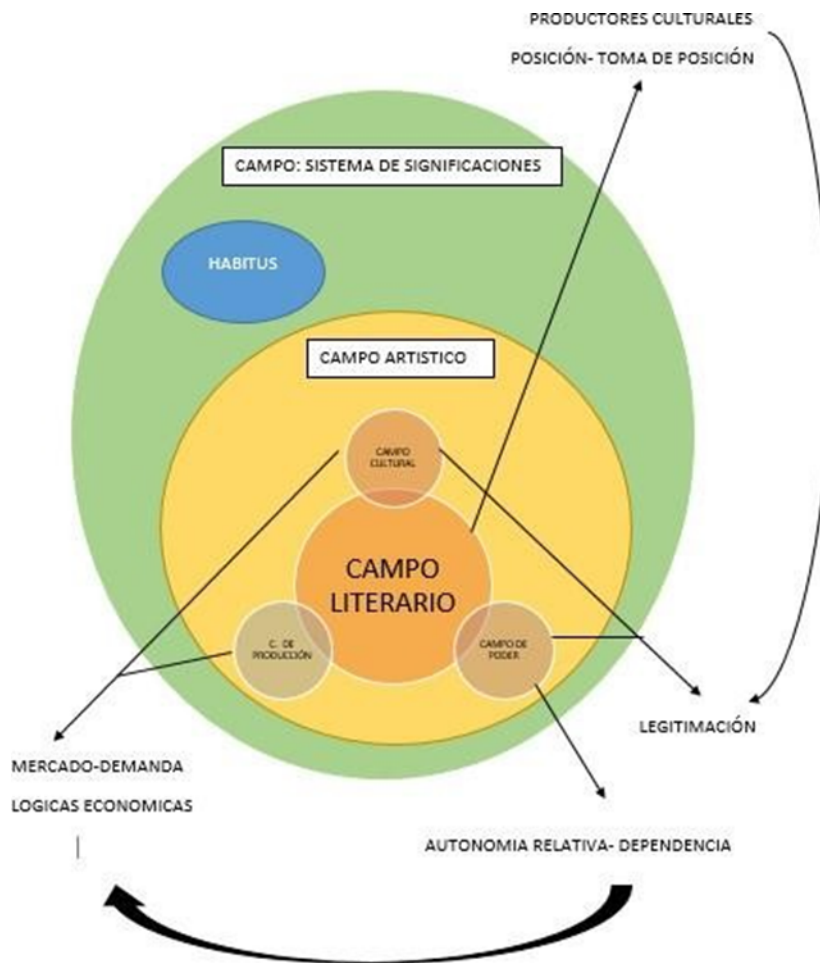 PRODUCTORES CULTURALES
POSICIÓN- TOMA DE POSICIÓN
CAMPO: SISTEMA DE SIGNIFICACIONES
HABITUS
CAMPO ARTISTICO
CAMPO
CULTURAL
CAMPO
LITERARIO
C. DE
PRODUCCIÓN
CAMPO DE
PODER
LEGITIMACIÓN
MERCADO-DEMANDA
LOGICAS ECONOMICAS
AUTONOMIA RELATIVA- DEPENDENCIA